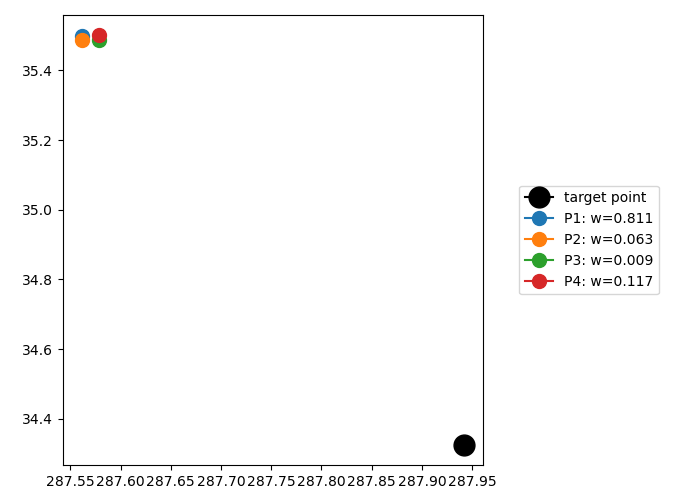 35.4
35.2
35.0
34.8
34.6
34.4
287.55 287.60 287.65 287.70 287.75 287.80 287.85 287.90 287.95
target point
P1: w=0.811
P2: w=0.063
P3: w=0.009
P4: w=0.117